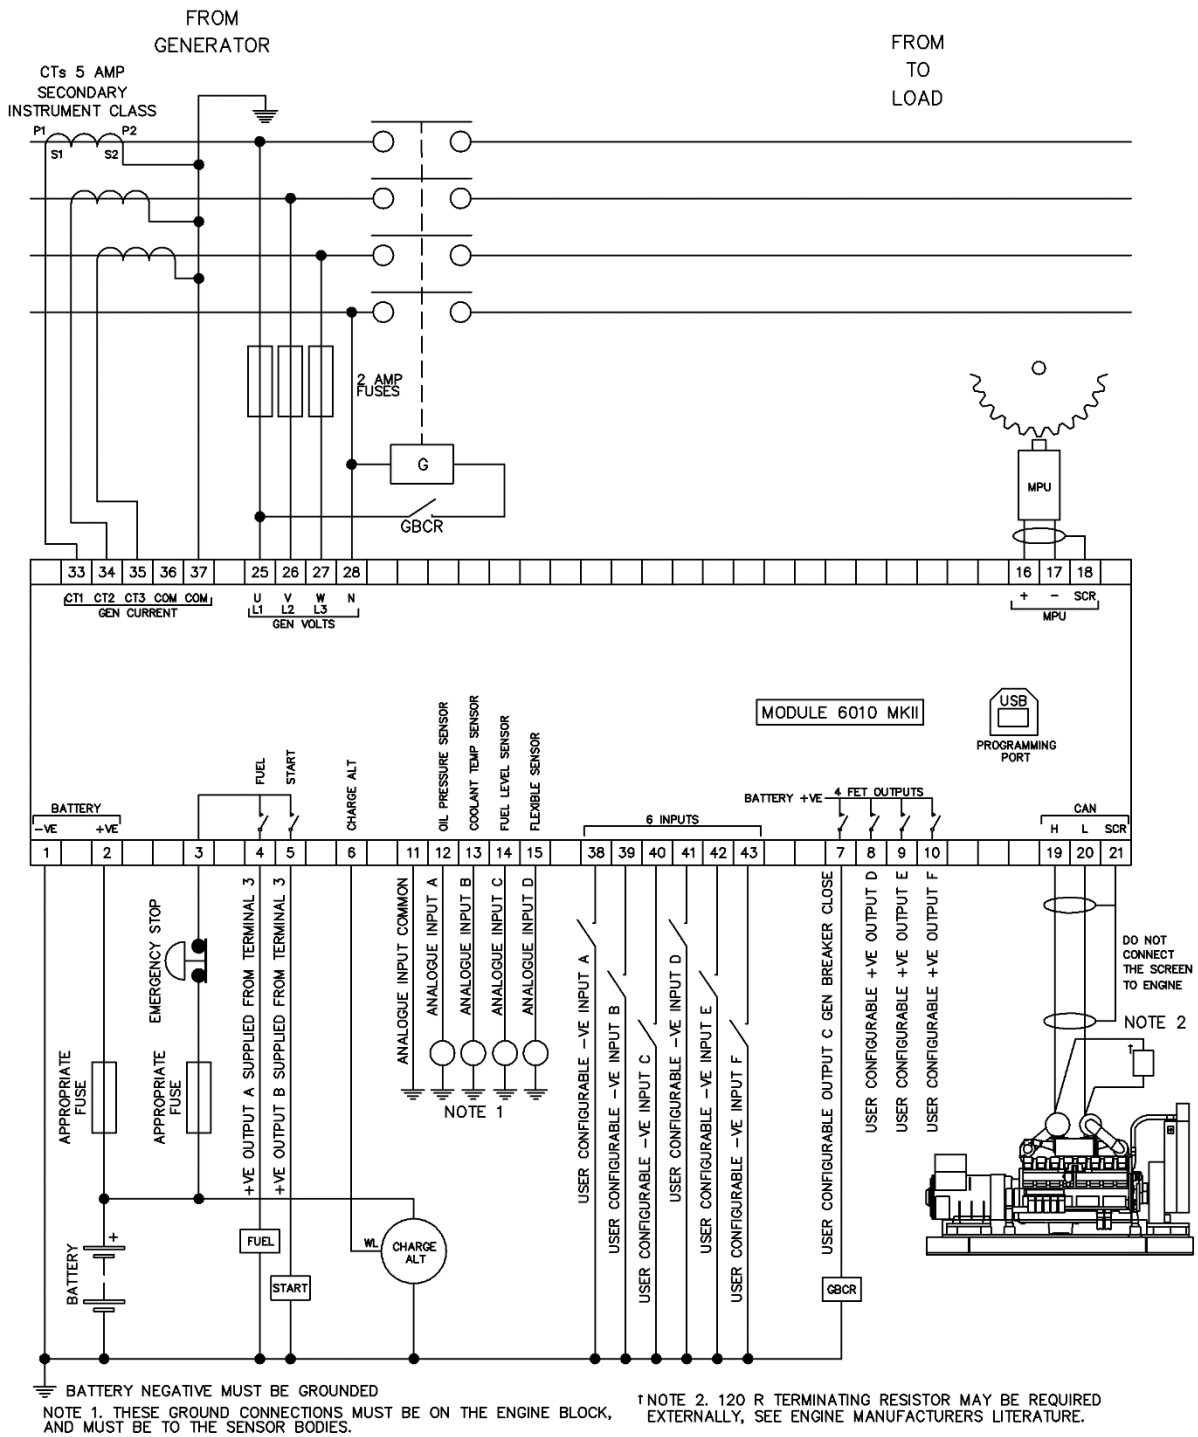 FROM
GENERATOR
FROM
TO
LOAD
CTs 5 AMP
SECONDARY
INSTRUMENT CLASS
P1
P2
S1
S2
2 AMP
FUSES
G
GBCR
MPU
33 34 35 36 37 25 26 27 28 16 17 18
CT1 CT2 CT3 COM COM
GEN CURRENT
U V W N
L1 L2 L3
GEN VOLTS
+ − SCR
MPU
MODULE 6010 MKII
USB
PROGRAMMING
PORT
FUEL
START
CHARGE ALT
OIL PRESSURE SENSOR
COOLANT TEMP SENSOR
FUEL LEVEL SENSOR
FLEXIBLE SENSOR
BATTERY
-VE +VE
6 INPUTS
BATTERY +VE
4 FET OUTPUTS
CAN
H L SCR
1 2 3 4 5 6 11 12 13 14 15 38 39 40 41 42 43 7 8 9 10 19 20 21
APPROPRIATE
FUSE
EMERGENCY STOP
APPROPRIATE
FUSE
+VE OUTPUT A SUPPLIED FROM TERMINAL 3
+VE OUTPUT B SUPPLIED FROM TERMINAL 3
ANALOGUE INPUT COMMON
ANALOGUE INPUT A
ANALOGUE INPUT B
ANALOGUE INPUT C
ANALOGUE INPUT D
NOTE 1
USER CONFIGURABLE -VE INPUT A
USER CONFIGURABLE -VE INPUT B
USER CONFIGURABLE -VE INPUT C
USER CONFIGURABLE -VE INPUT D
USER CONFIGURABLE -VE INPUT E
USER CONFIGURABLE -VE INPUT F
USER CONFIGURABLE OUTPUT C GEN BREAKER CLOSE
USER CONFIGURABLE +VE OUTPUT D
USER CONFIGURABLE +VE OUTPUT E
USER CONFIGURABLE +VE OUTPUT F
DO NOT
CONNECT
THE SCREEN
TO ENGINE
NOTE 2
†
BATTERY
+
FUEL
START
WL
CHARGE
ALT
GBCR
BATTERY NEGATIVE MUST BE GROUNDED
NOTE 1. THESE GROUND CONNECTIONS MUST BE ON THE ENGINE BLOCK,
AND MUST BE TO THE SENSOR BODIES.
† NOTE 2. 120 R TERMINATING RESISTOR MAY BE REQUIRED
EXTERNALLY, SEE ENGINE MANUFACTURERS LITERATURE.